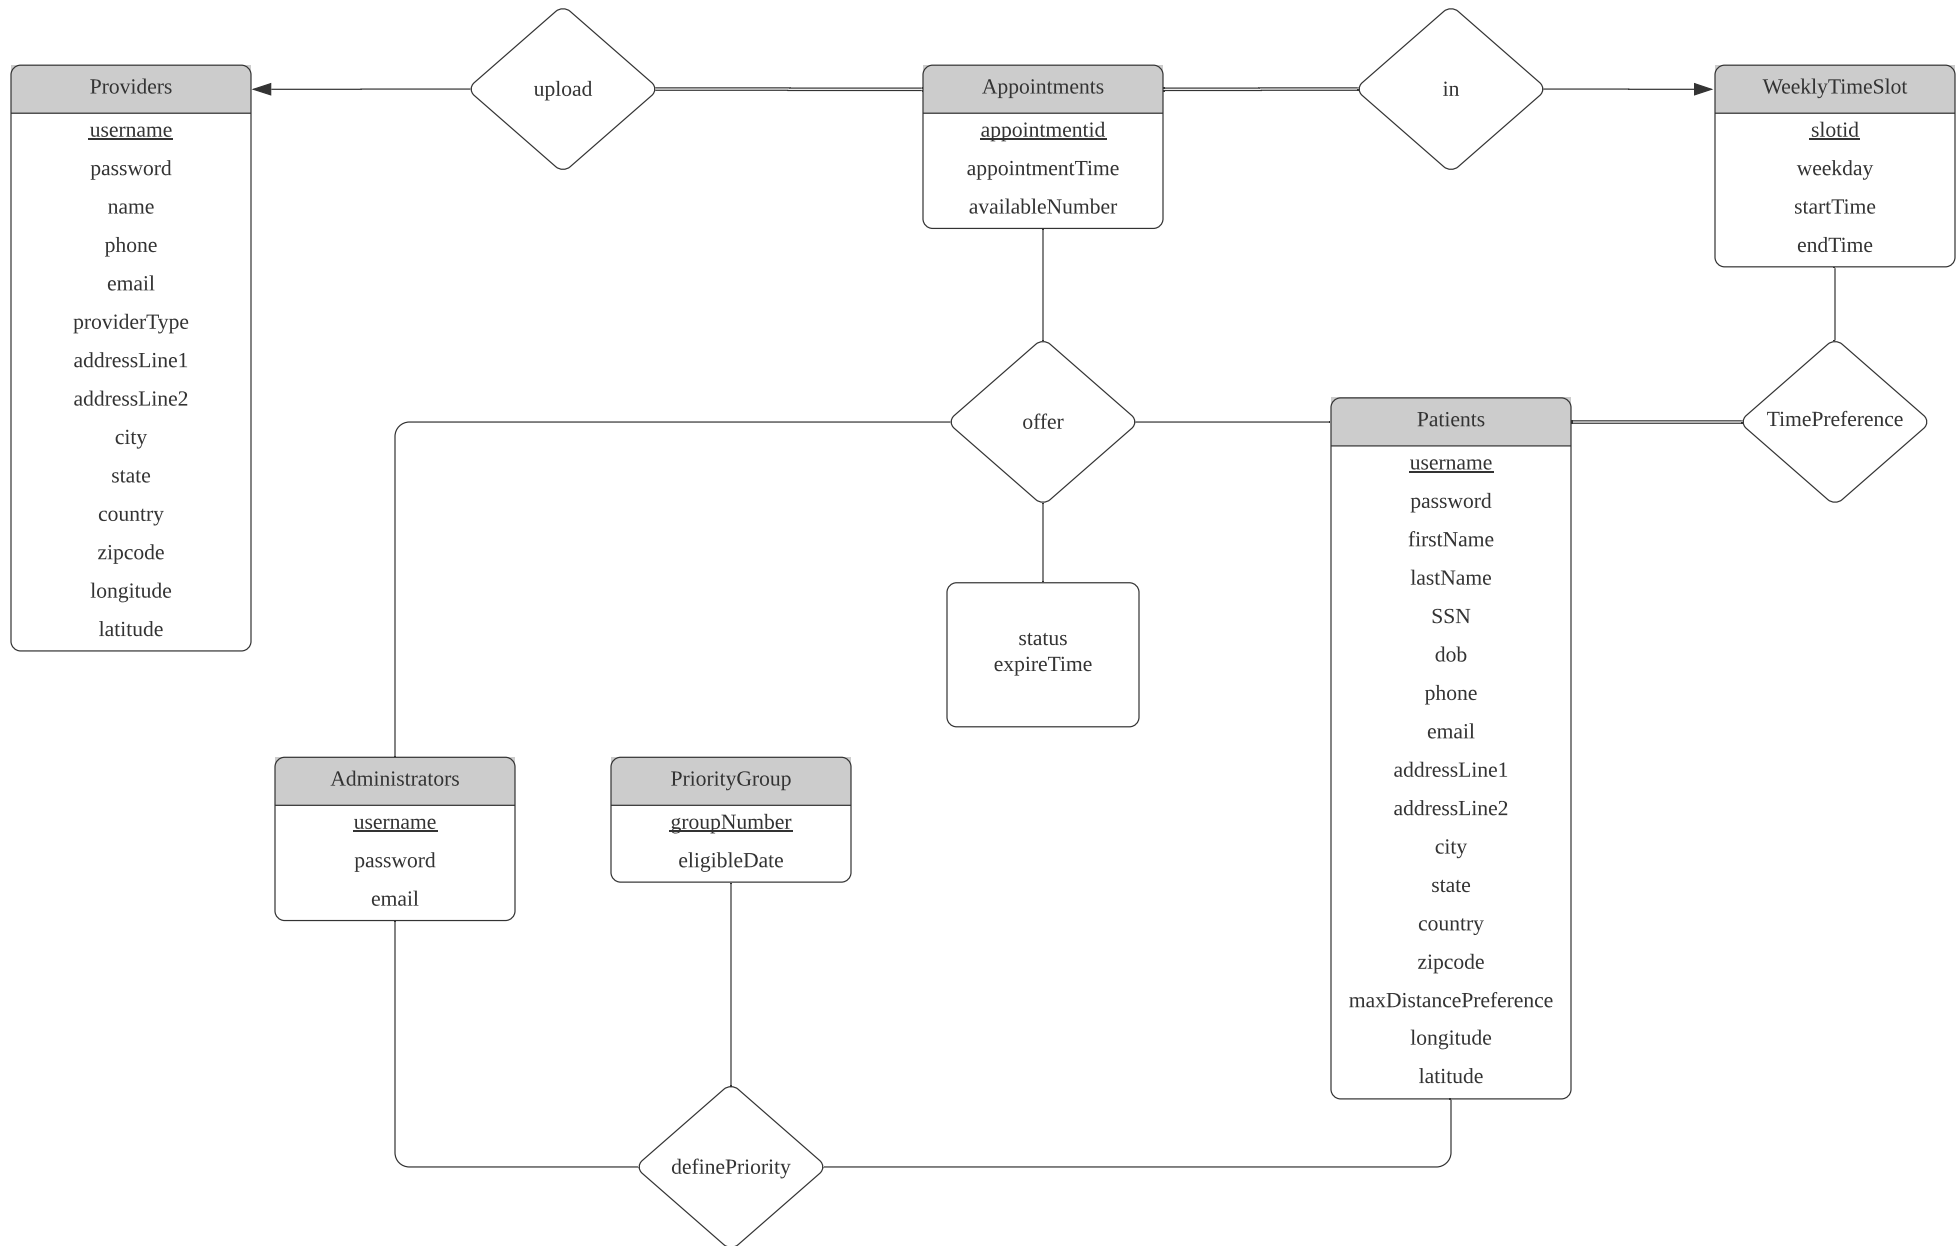 Providers
username
password
name
phone
email
providerType
addressLine1
addressLine2
city
state
country
zipcode
longitude
latitude
upload
Appointments
appointmentid
appointmentTime
availableNumber
in
WeeklyTimeSlot
slotid
weekday
startTime
endTime
offer
status
expireTime
Patients
username
password
firstName
lastName
SSN
dob
phone
email
addressLine1
addressLine2
city
state
country
zipcode
maxDistancePreference
longitude
latitude
TimePreference
Administrators
username
password
email
PriorityGroup
groupNumber
eligibleDate
definePriority